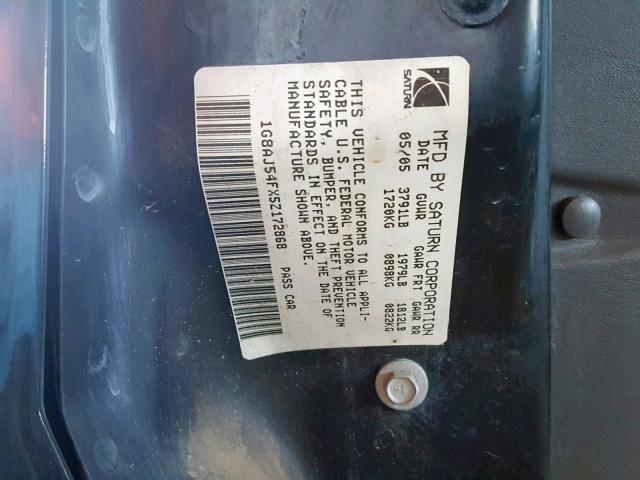 SATURN
MFD BY SATURN CORPORATION
DATE GVWR GAWR FRT GAWR RR
05/05 3791LB 1979LB 1812LB
1720KG 0898KG 0822KG
THIS VEHICLE CONFORMS TO ALL APPLI-
CABLE U.S. FEDERAL MOTOR VEHICLE
SAFETY, BUMPER, AND THEFT PREVENTION
STANDARDS IN EFFECT ON THE DATE OF
MANUFACTURE SHOWN ABOVE.
1G8AJ54FX5Z172868 PASS CAR